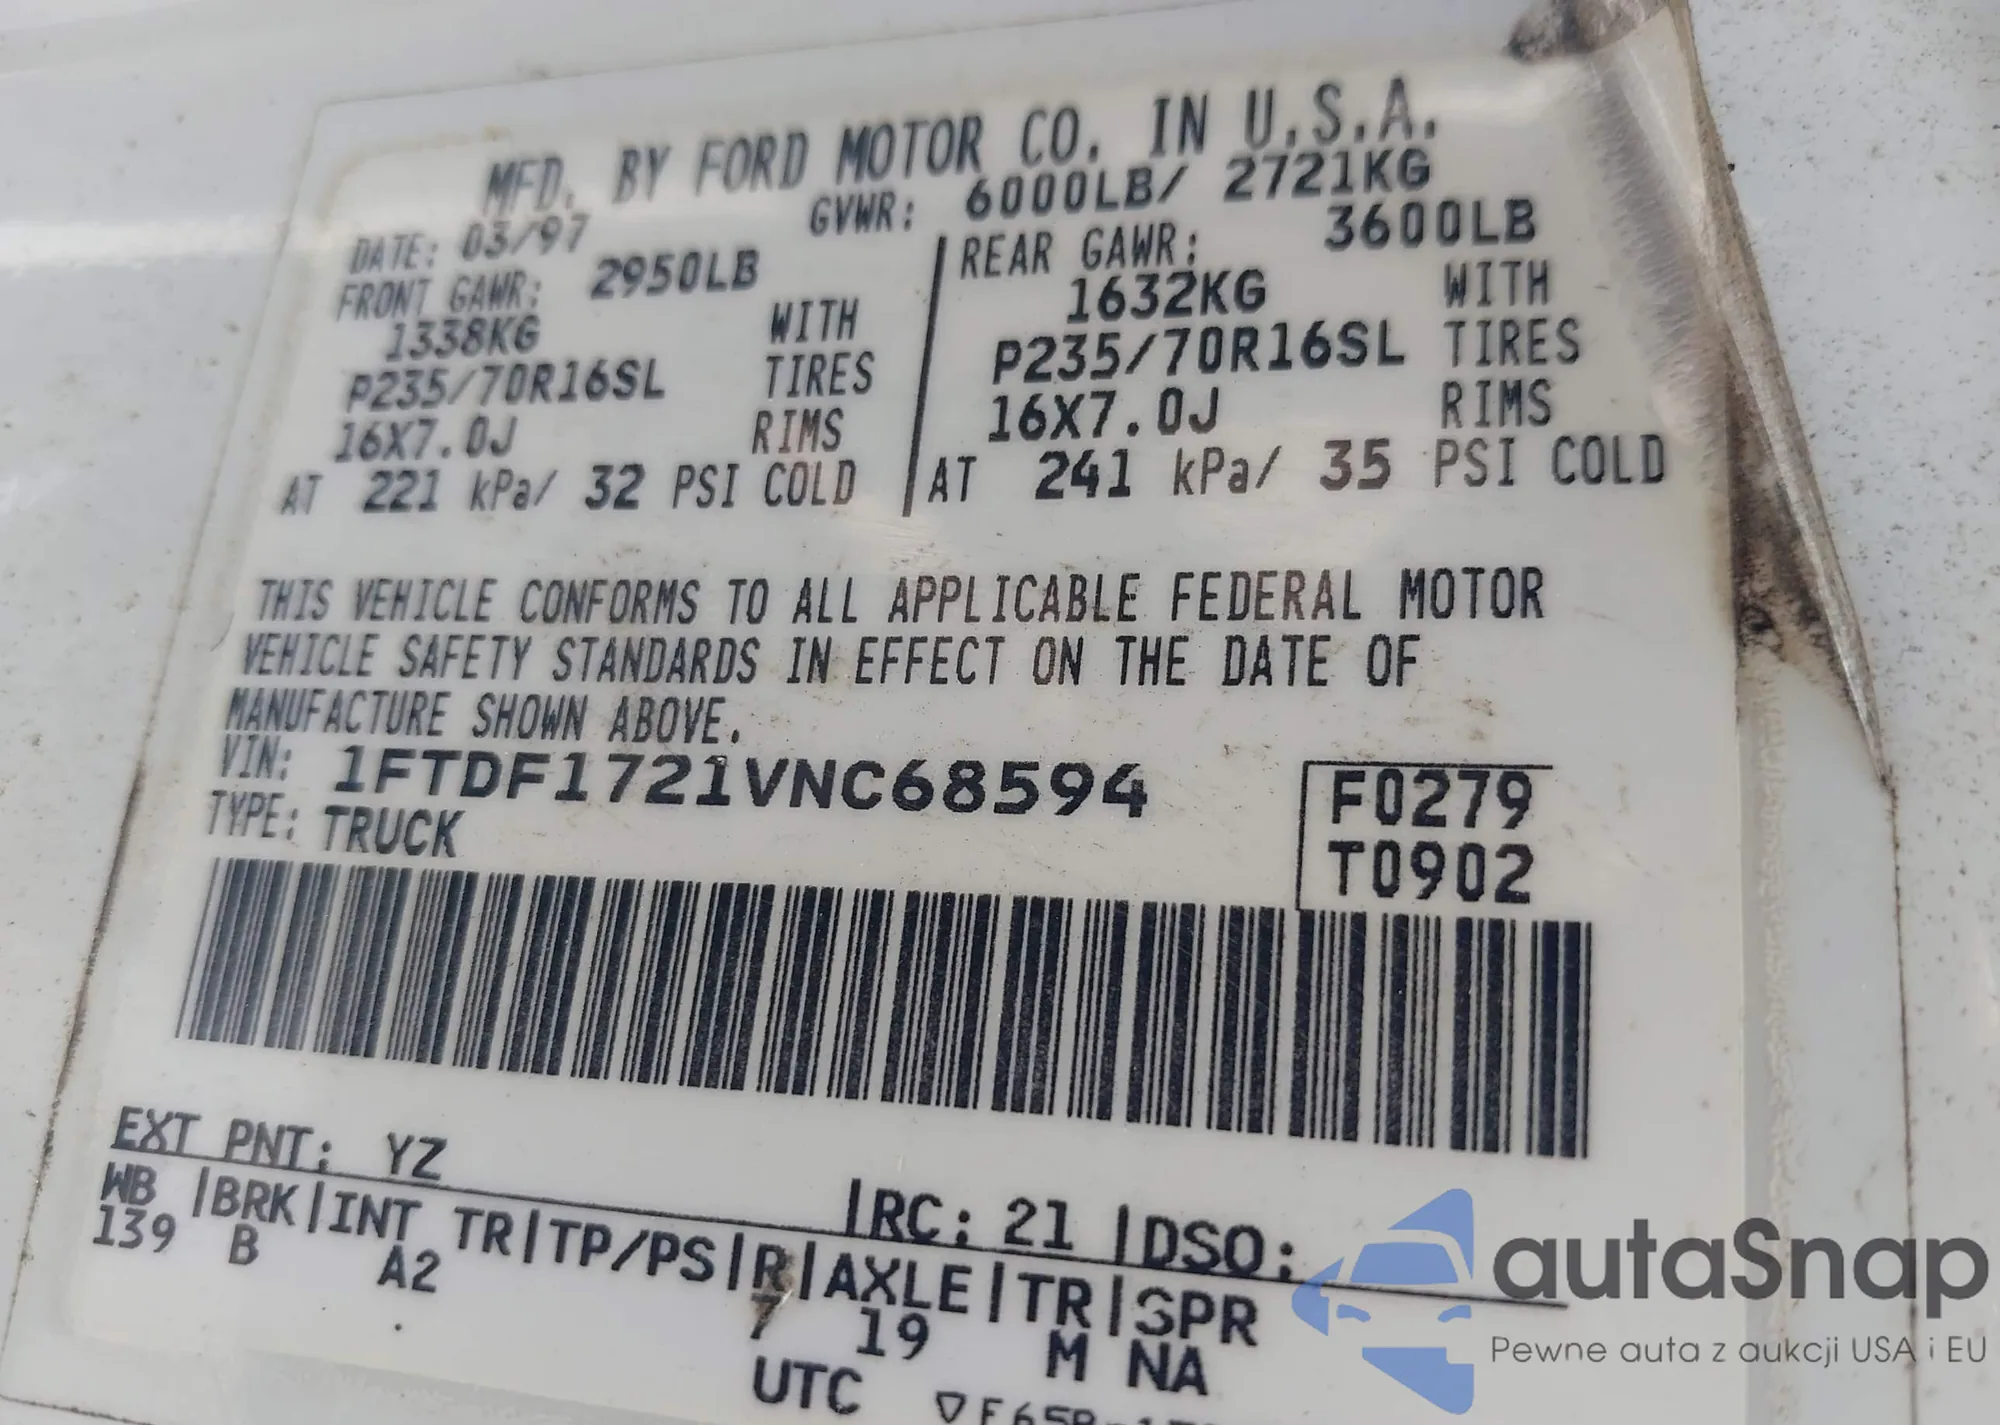 MFD. BY FORD MOTOR CO. IN U.S.A.
DATE: 03/97 GVWR: 6000LB/ 2721KG
FRONT GAWR: 2950LB REAR GAWR: 3600LB
1338KG WITH 1632KG WITH
P235/70R16SL TIRES P235/70R16SL TIRES
16X7.0J RIMS 16X7.0J RIMS
AT 221 kPa/ 32 PSI COLD AT 241 kPa/ 35 PSI COLD
THIS VEHICLE CONFORMS TO ALL APPLICABLE FEDERAL MOTOR
VEHICLE SAFETY STANDARDS IN EFFECT ON THE DATE OF
MANUFACTURE SHOWN ABOVE.
VIN: 1FTDF1721VNC68594 F0279
TYPE: TRUCK T0902
EXT PNT: YZ |RC: 21 |DSO:
WB |BRK|INT TR|TP/PS|R|AXLE|TR|SPR
139 B A2 7 19 M NA
UTC
autaSnap
Pewne auta z aukcji USA i EU